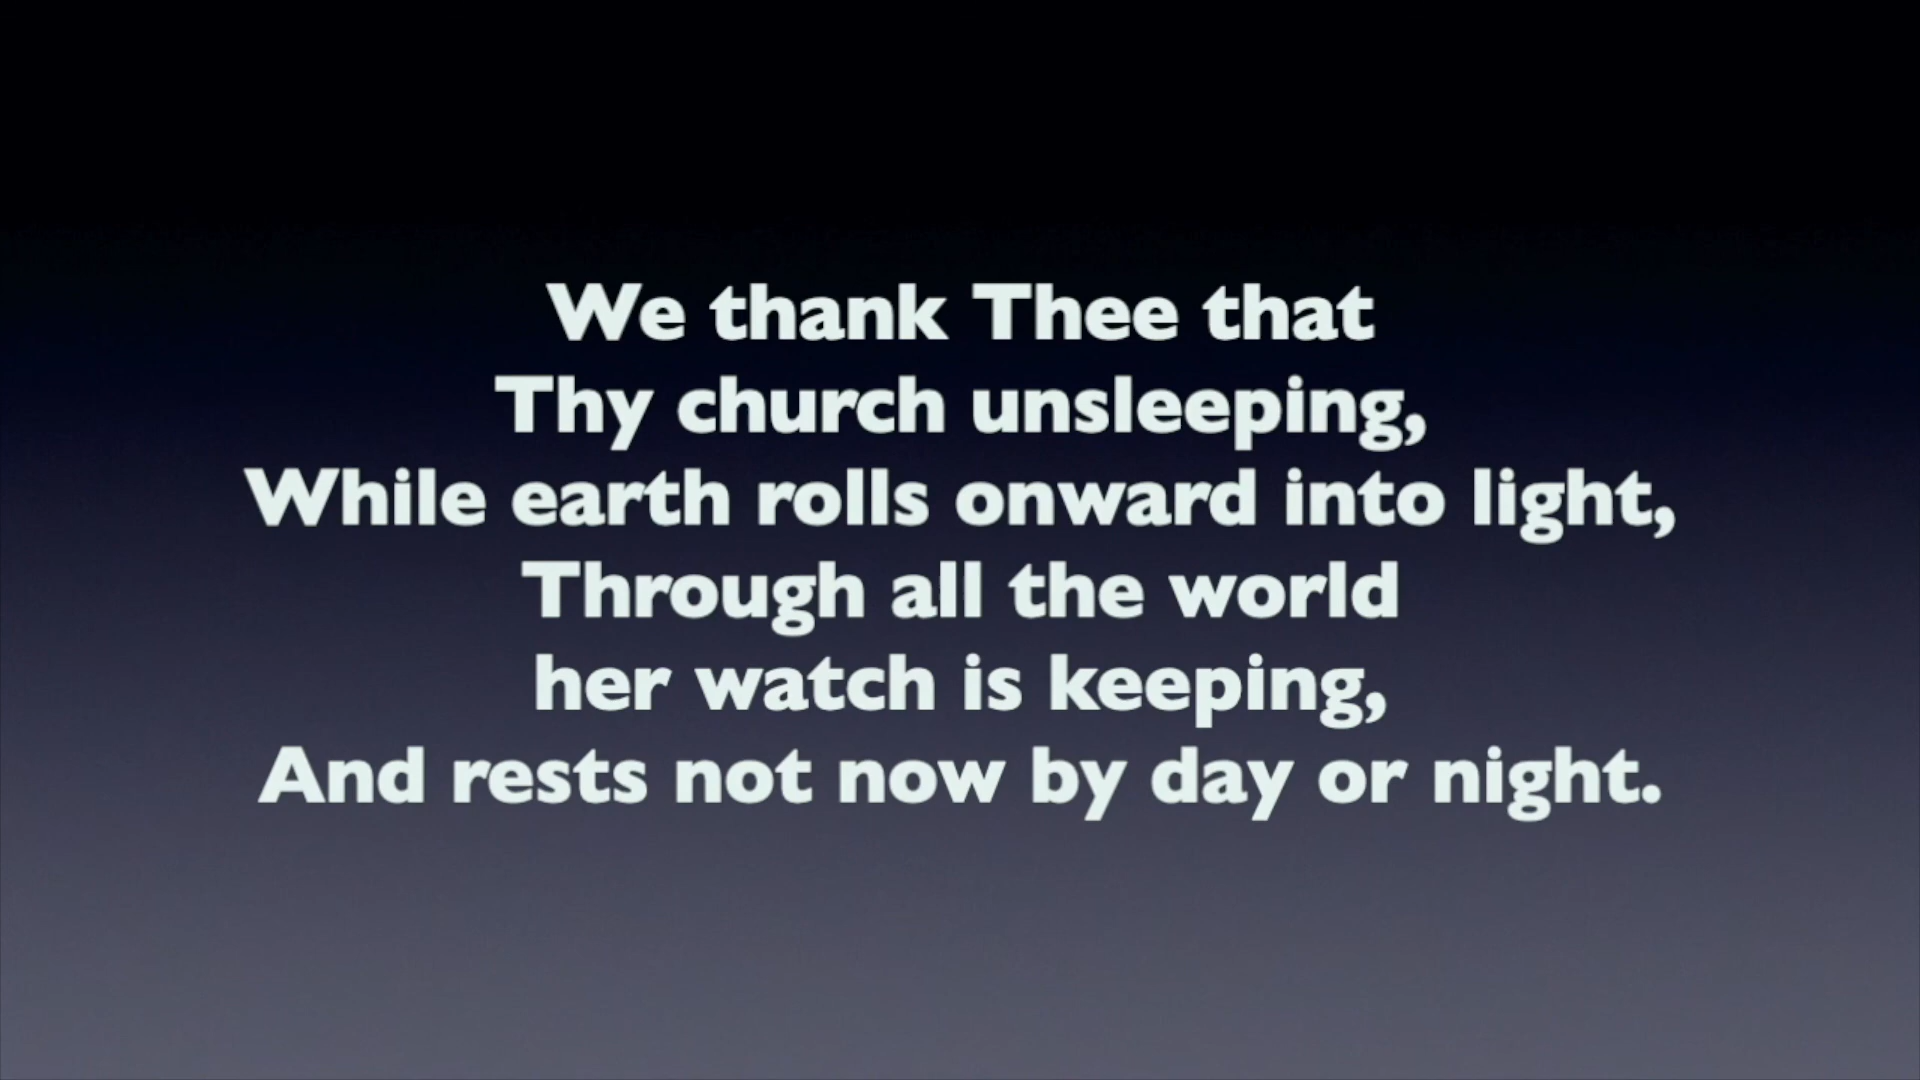 We thank Thee that
Thy church unsleeping,
While earth rolls onward into light,
Through all the world
her watch is keeping,
And rests not now by day or night.